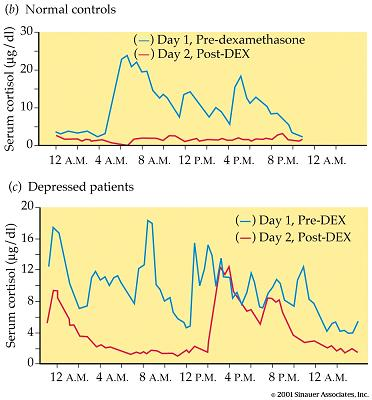 (b) Normal controls
Serum cortisol (µg/dl)
30
20
10
0
(—) Day 1, Pre-dexamethasone
(—) Day 2, Post-DEX
12 A.M. 4 A.M. 8 A.M. 12 P.M. 4 P.M. 8 P.M. 12 A.M.
(c) Depressed patients
Serum cortisol (µg/dl)
20
16
12
8
4
0
(—) Day 1, Pre-DEX
(—) Day 2, Post-DEX
12 A.M. 4 A.M. 8 A.M. 12 P.M. 4 P.M. 8 P.M. 12 A.M.
© 2001 Sinauer Associates, Inc.